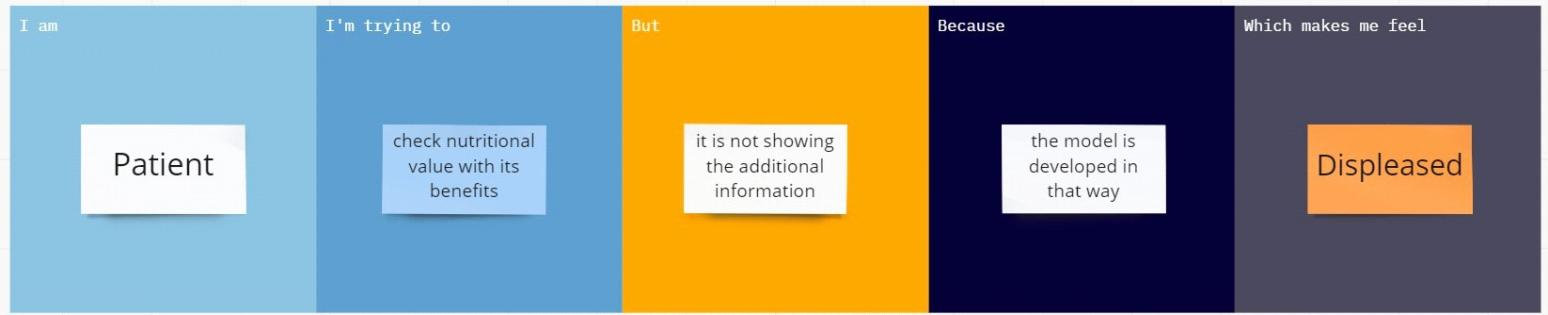 I am
I'm trying to
But
Because
Which makes me feel
Patient
check nutritional
value with its
benefits
it is not showing
the additional
information
the model is
developed in
that way
Displeased